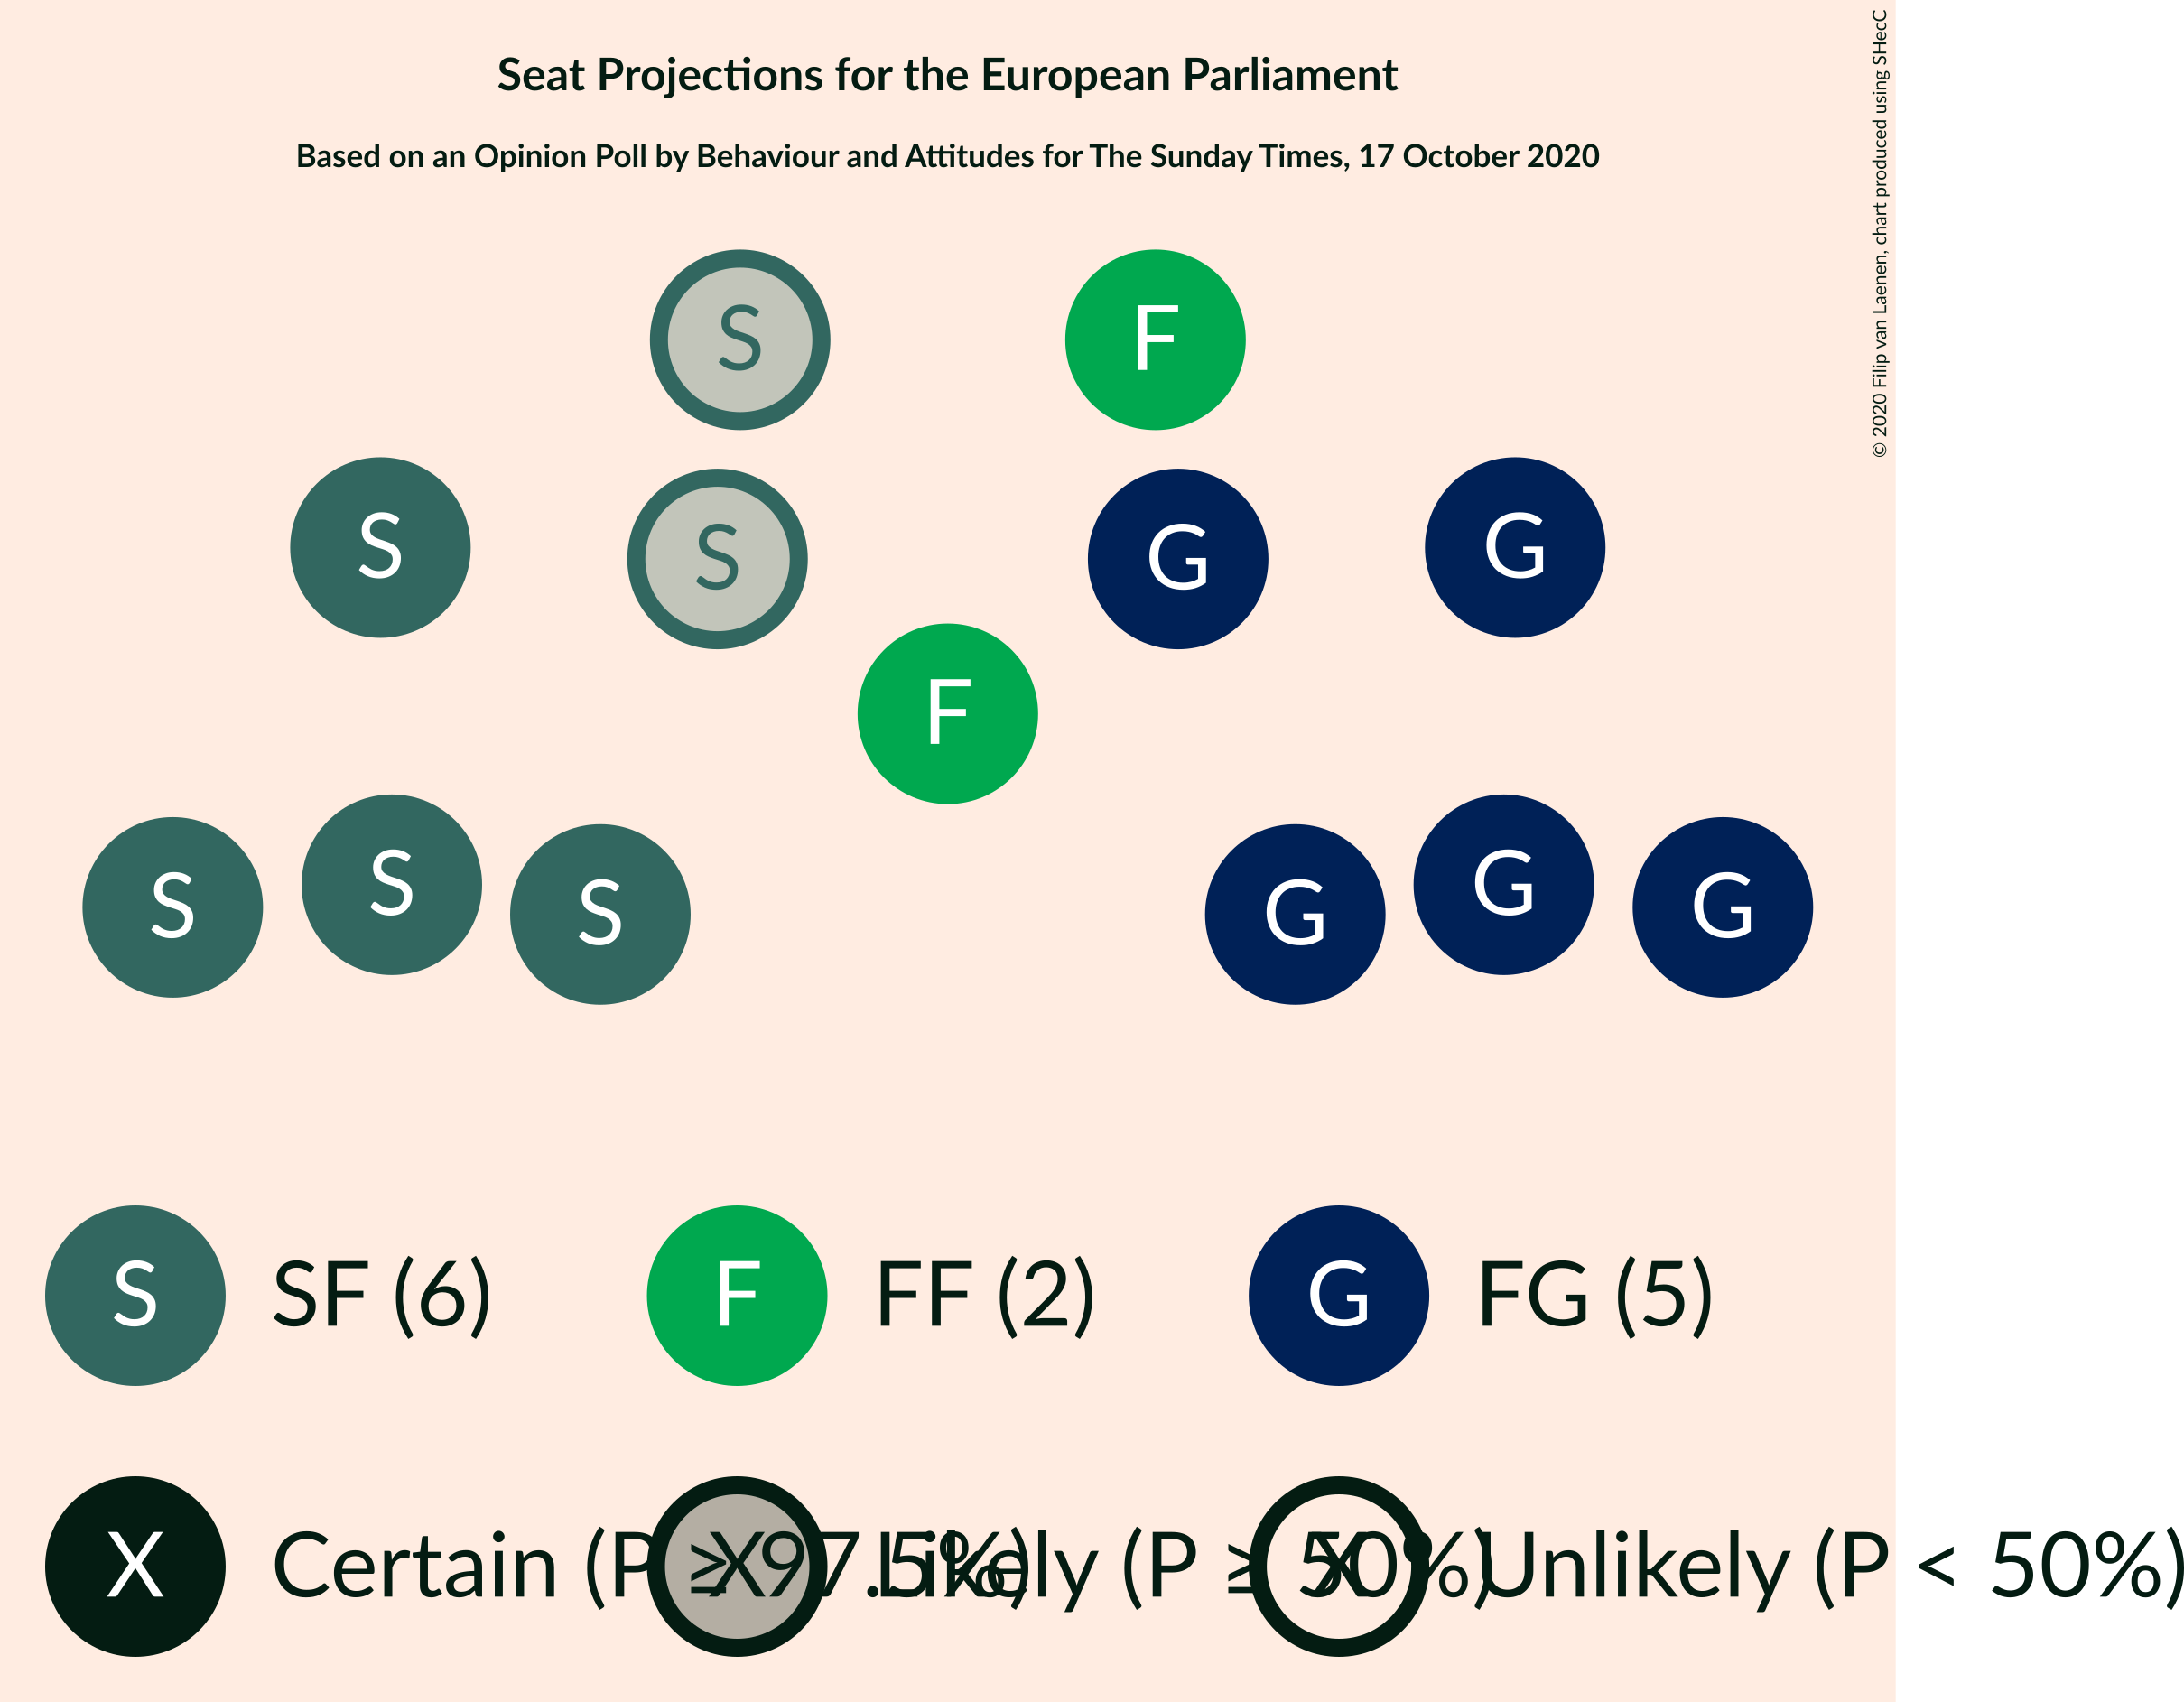 Seat Projections for the European Parliament
Based on an Opinion Poll by Behaviour and Attitudes for The Sunday Times, 17 October 2020
© 2020 Filip van Laenen, chart produced using SHecC
S F
S S G G
F
S S S G G G
S SF (6) F FF (2) G FG (5)
X Certain (P ≥ 97.5%) X Likely (P ≥ 50%) X Unlikely (P < 50%)